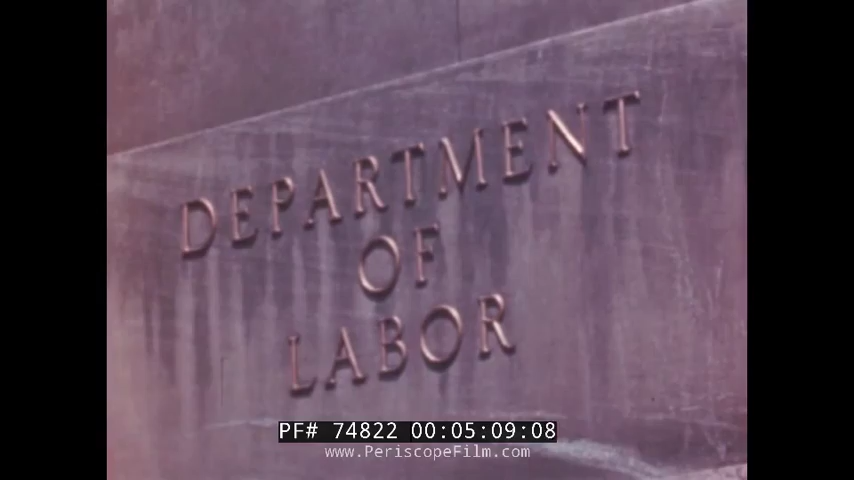 DEPARTMENT
OF
LABOR
PF# 74822 00:05:09:08
www.PeriscopeFilm.com